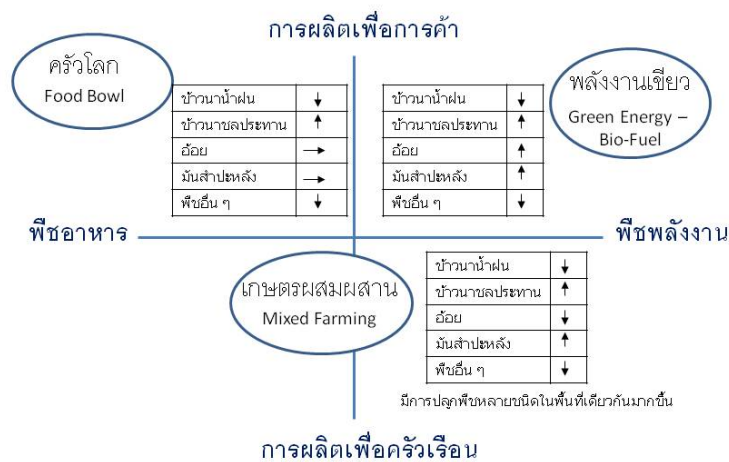 การผลิตเพื่อการค้า
ครัวโลก
Food Bowl
ข้าวนาน้ำฝน ↓
ข้าวนาชลประทาน ↑
อ้อย →
มันสำปะหลัง →
พืชอื่น ๆ ↓
ข้าวนาน้ำฝน ↓
ข้าวนาชลประทาน ↑
อ้อย ↑
มันสำปะหลัง ↑
พืชอื่น ๆ ↓
พลังงานเขียว
Green Energy –
Bio-Fuel
พืชอาหาร
พืชพลังงาน
เกษตรผสมผสาน
Mixed Farming
ข้าวนาน้ำฝน ↓
ข้าวนาชลประทาน ↑
อ้อย ↓
มันสำปะหลัง ↑
พืชอื่น ๆ ↓
มีการปลูกพืชหลายชนิดในพื้นที่เดียวกันมากขึ้น
การผลิตเพื่อครัวเรือน